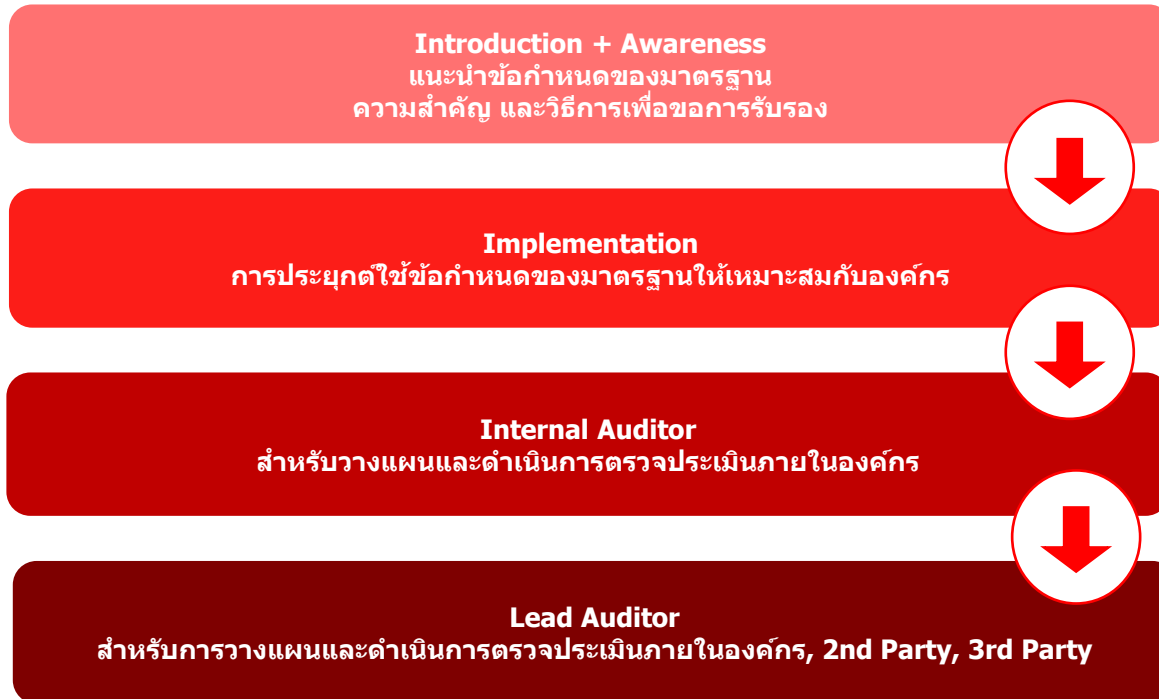 Introduction + Awareness
แนะนำข้อกำหนดของมาตรฐาน
ความสำคัญ และวิธีการเพื่อขอการรับรอง
Implementation
การประยุกต์ใช้ข้อกำหนดของมาตรฐานให้เหมาะสมกับองค์กร
Internal Auditor
สำหรับวางแผนและดำเนินการตรวจประเมินภายในองค์กร
Lead Auditor
สำหรับการวางแผนและดำเนินการตรวจประเมินภายในองค์กร, 2nd Party, 3rd Party